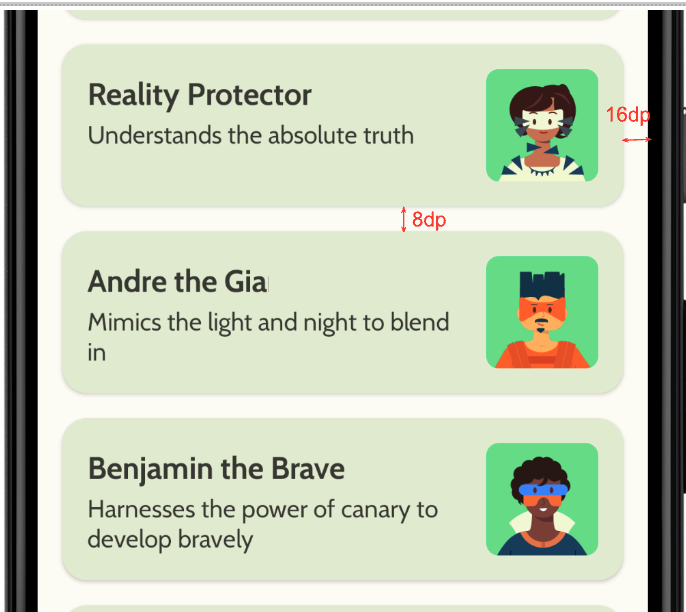 Reality Protector
Understands the absolute truth
16dp
8dp
Andre the Gia
Mimics the light and night to blend
in
Benjamin the Brave
Harnesses the power of canary to
develop bravely